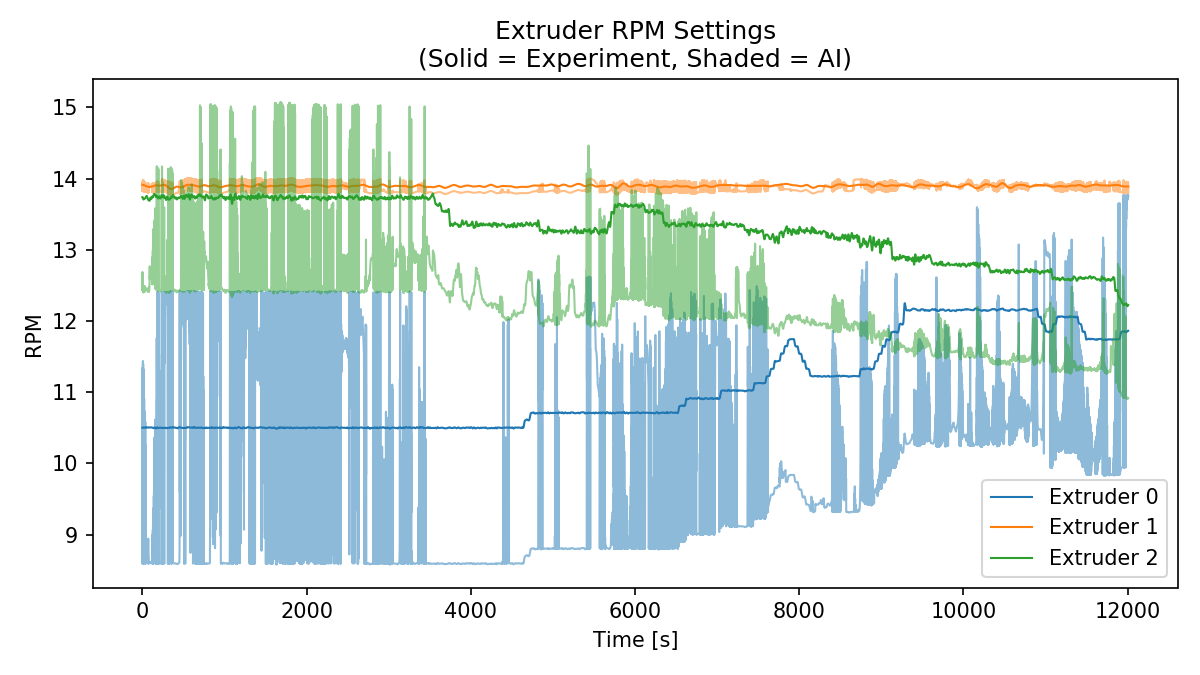 Extruder RPM Settings
(Solid = Experiment, Shaded = AI)
15
14
13
12
11
10
9
RPM
0
2000
4000
6000
8000
10000
12000
Time [s]
Extruder 0
Extruder 1
Extruder 2